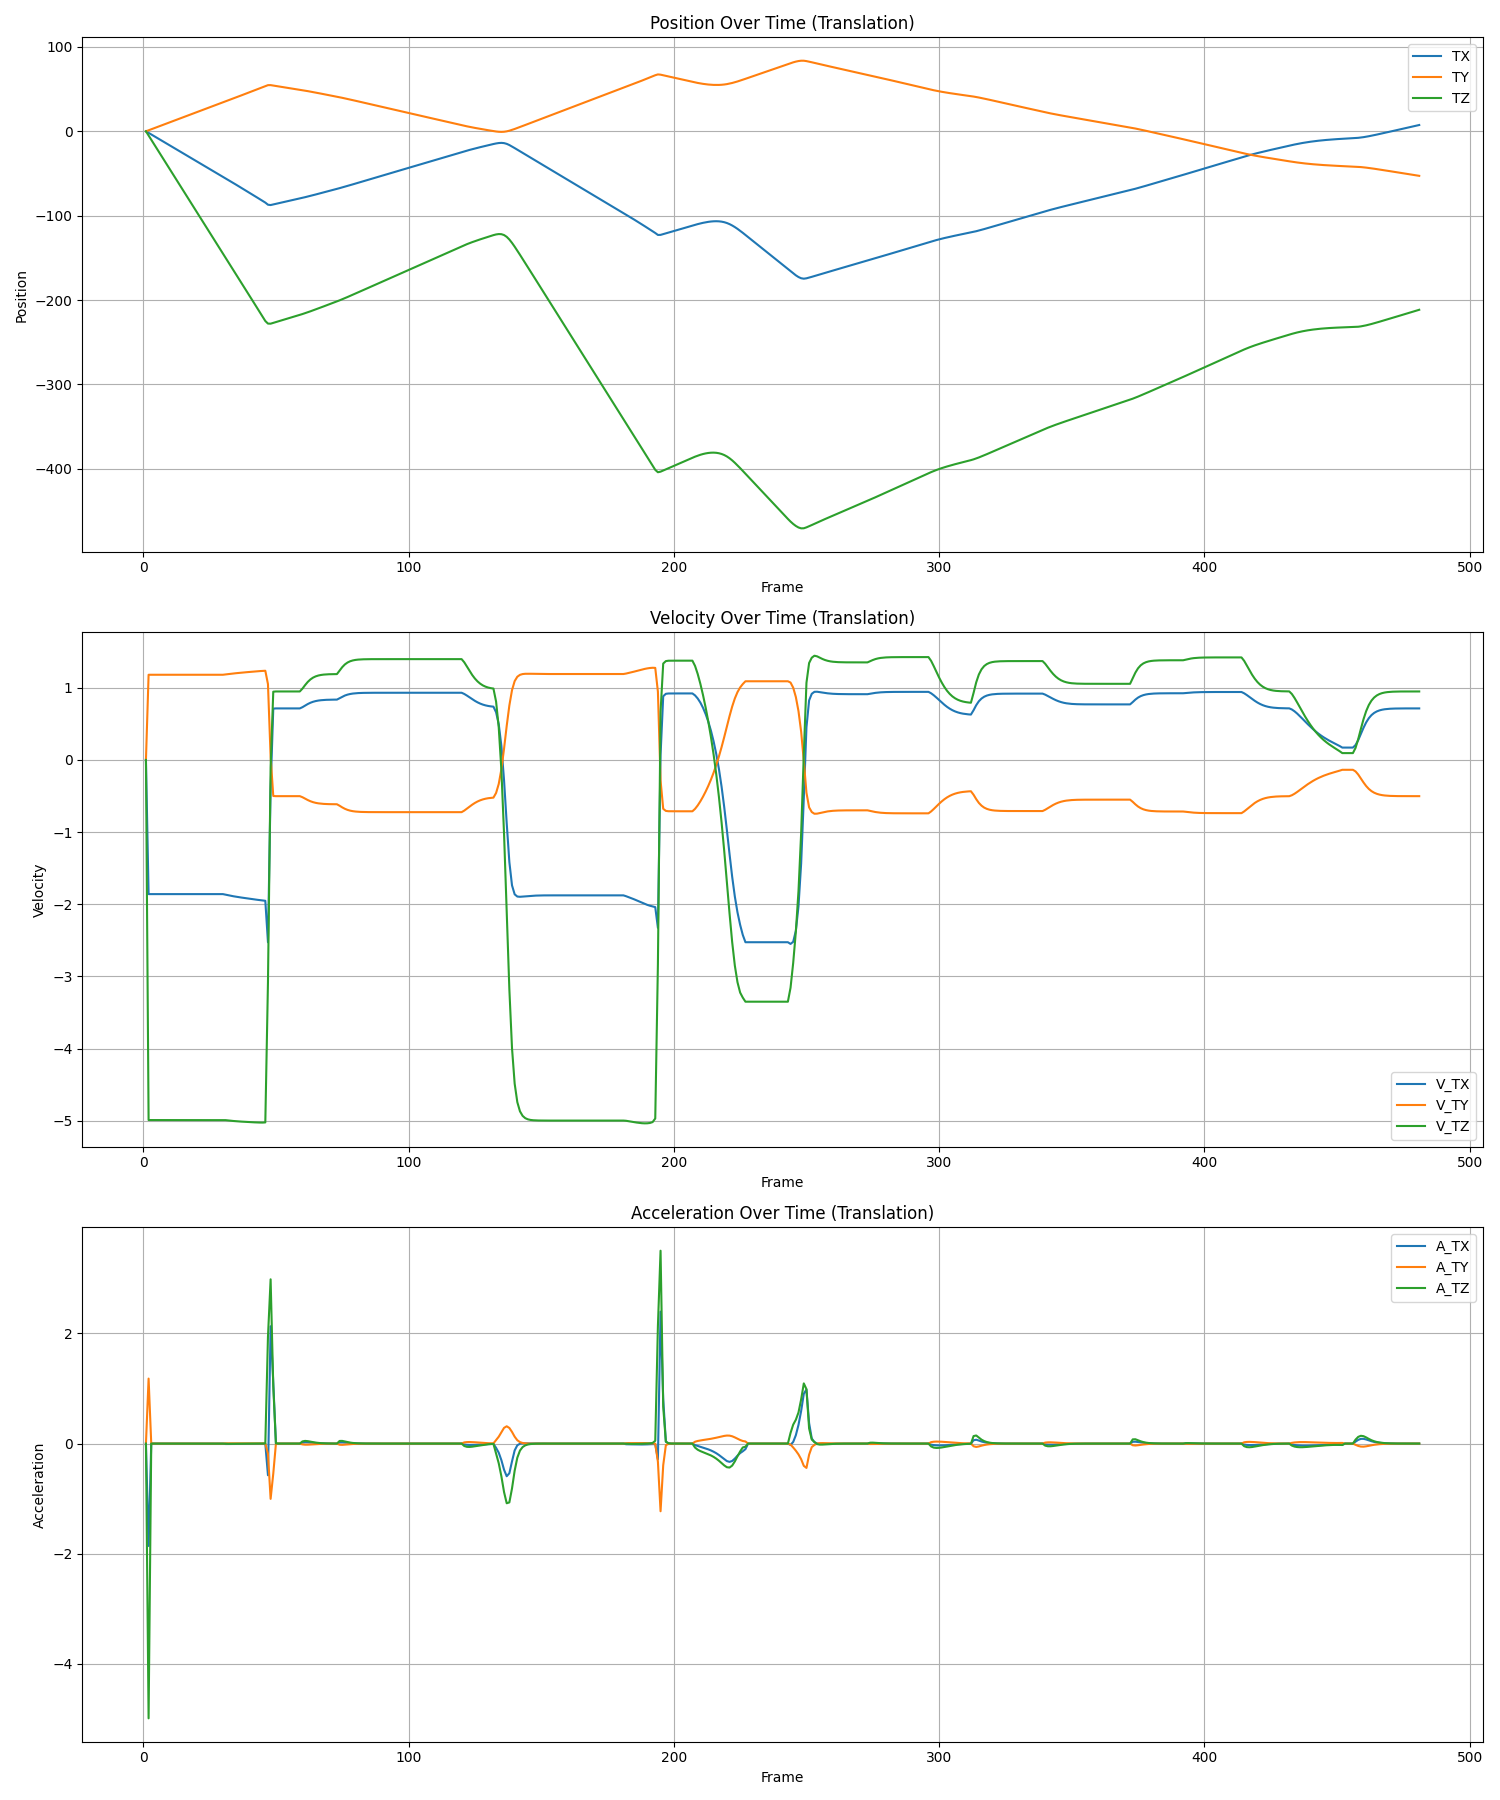 Position Over Time (Translation)
TX
TY
TZ
100
0
−100
−200
−300
−400
Position
0 100 200 300 400 500
Frame
Velocity Over Time (Translation)
1
0
−1
−2
−3
−4
−5
Velocity
V_TX
V_TY
V_TZ
0 100 200 300 400 500
Frame
Acceleration Over Time (Translation)
A_TX
A_TY
A_TZ
2
0
−2
−4
Acceleration
0 100 200 300 400 500
Frame